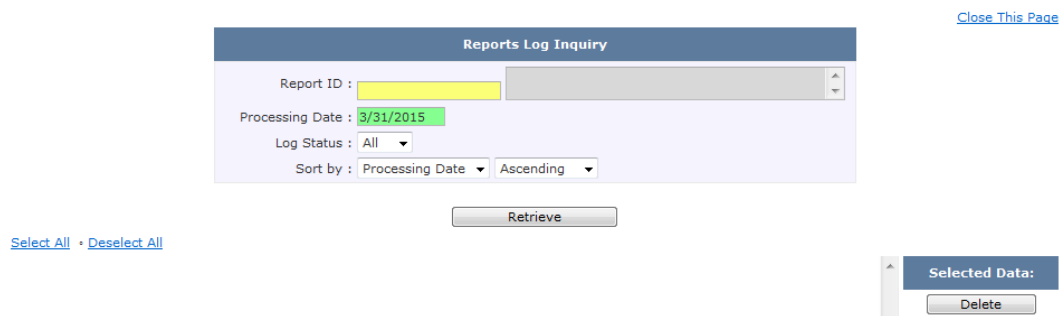 Close This Page
Reports Log Inquiry
Report ID :
Processing Date : 3/31/2015
Log Status : All
Sort by : Processing Date Ascending
Retrieve
Select All • Deselect All
Selected Data:
Delete